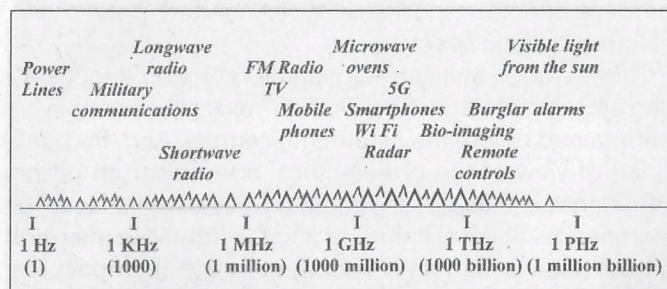 Longwave Microwave Visible light
Power radio FM Radio ovens from the sun
Lines Military TV 5G
communications Mobile Smartphones Burglar alarms
phones Wi Fi Bio-imaging
Shortwave Radar Remote
radio controls
1 Hz 1 KHz 1 MHz 1 GHz 1 THz 1 PHz
(1) (1000) (1 million) (1000 million) (1000 billion) (1 million billion)